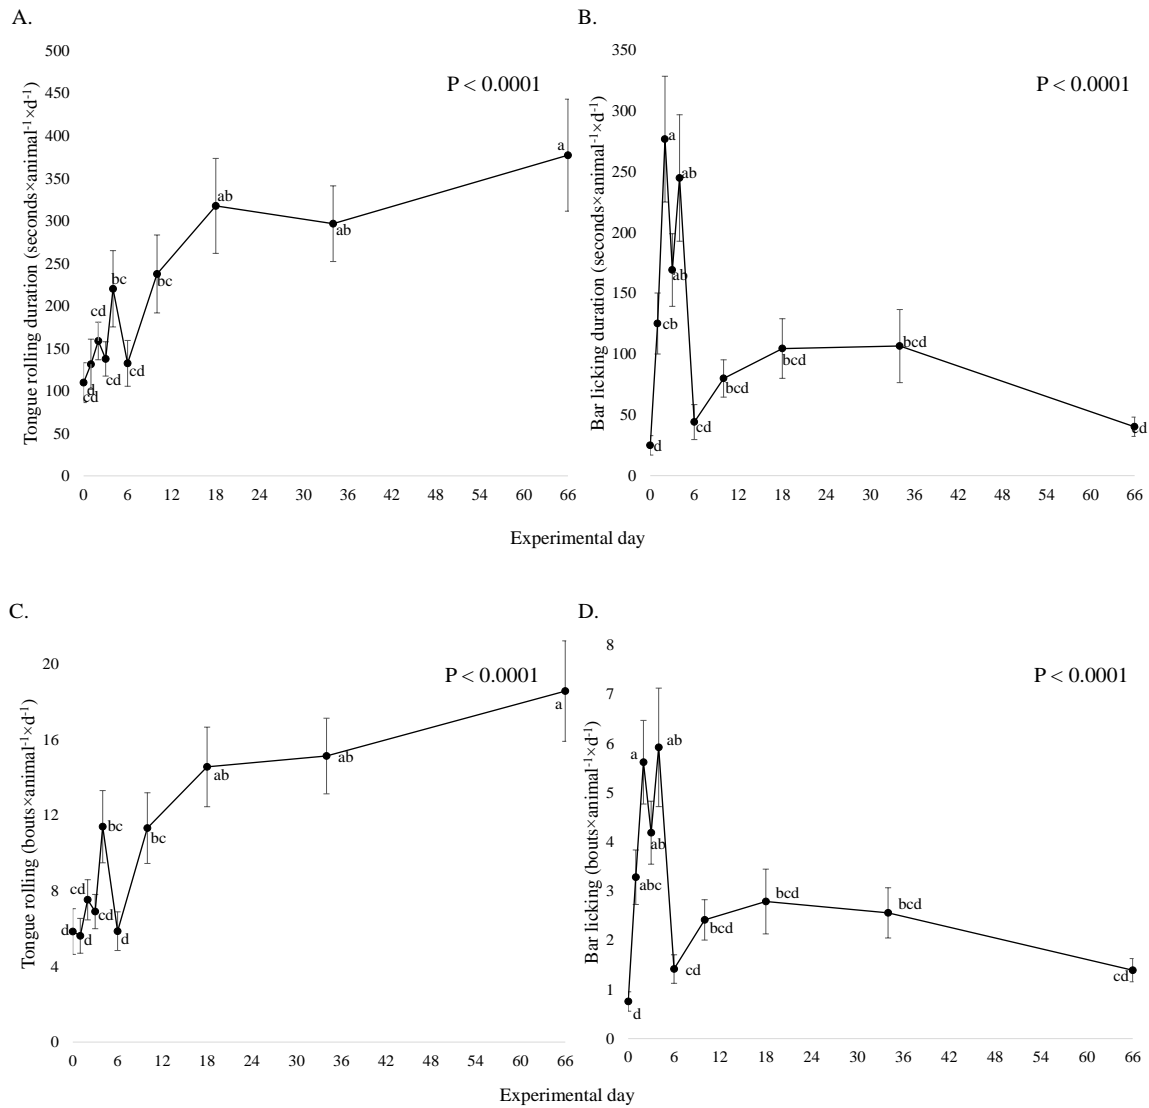 A.
Tongue rolling duration (seconds×animal⁻¹×d⁻¹)
500
450
400
350
300
250
200
150
100
50
0
P < 0.0001
d
cd
cd
cd
bc
cd
bc
ab
ab
a
0 6 12 18 24 30 36 42 48 54 60 66
B.
Bar licking duration (seconds×animal⁻¹×d⁻¹)
350
300
250
200
150
100
50
0
P < 0.0001
d
cb
a
ab
ab
cd
bcd
bcd
bcd
cd
0 6 12 18 24 30 36 42 48 54 60 66
Experimental day
C.
Tongue rolling (bouts×animal⁻¹×d⁻¹)
20
16
12
8
4
0
P < 0.0001
d
d
cd
cd
bc
d
bc
ab
ab
a
0 6 12 18 24 30 36 42 48 54 60 66
D.
Bar licking (bouts×animal⁻¹×d⁻¹)
8
7
6
5
4
3
2
1
0
P < 0.0001
d
abc
a
ab
ab
cd
bcd
bcd
bcd
cd
0 6 12 18 24 30 36 42 48 54 60 66
Experimental day